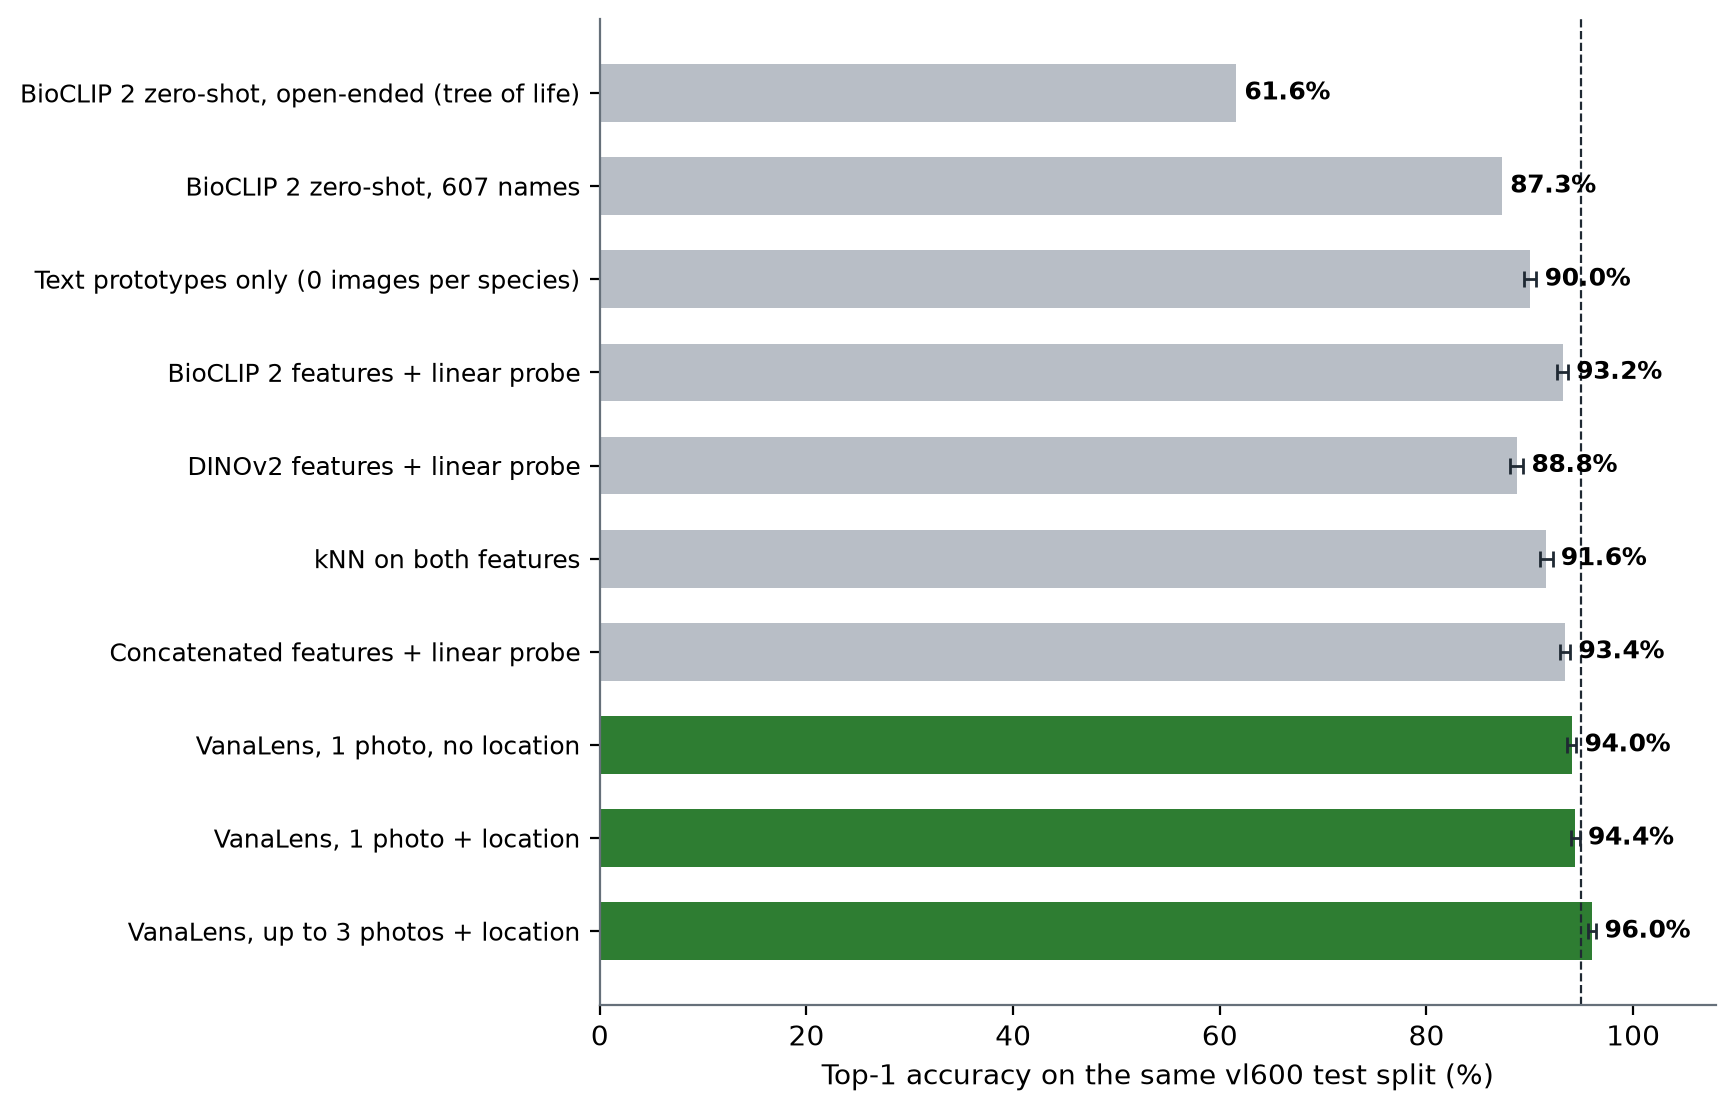 BioCLIP 2 zero-shot, open-ended (tree of life) 61.6%
BioCLIP 2 zero-shot, 607 names 87.3%
Text prototypes only (0 images per species) 90.0%
BioCLIP 2 features + linear probe 93.2%
DINOv2 features + linear probe 88.8%
kNN on both features 91.6%
Concatenated features + linear probe 93.4%
VanaLens, 1 photo, no location 94.0%
VanaLens, 1 photo + location 94.4%
VanaLens, up to 3 photos + location 96.0%
0 20 40 60 80 100
Top-1 accuracy on the same vl600 test split (%)